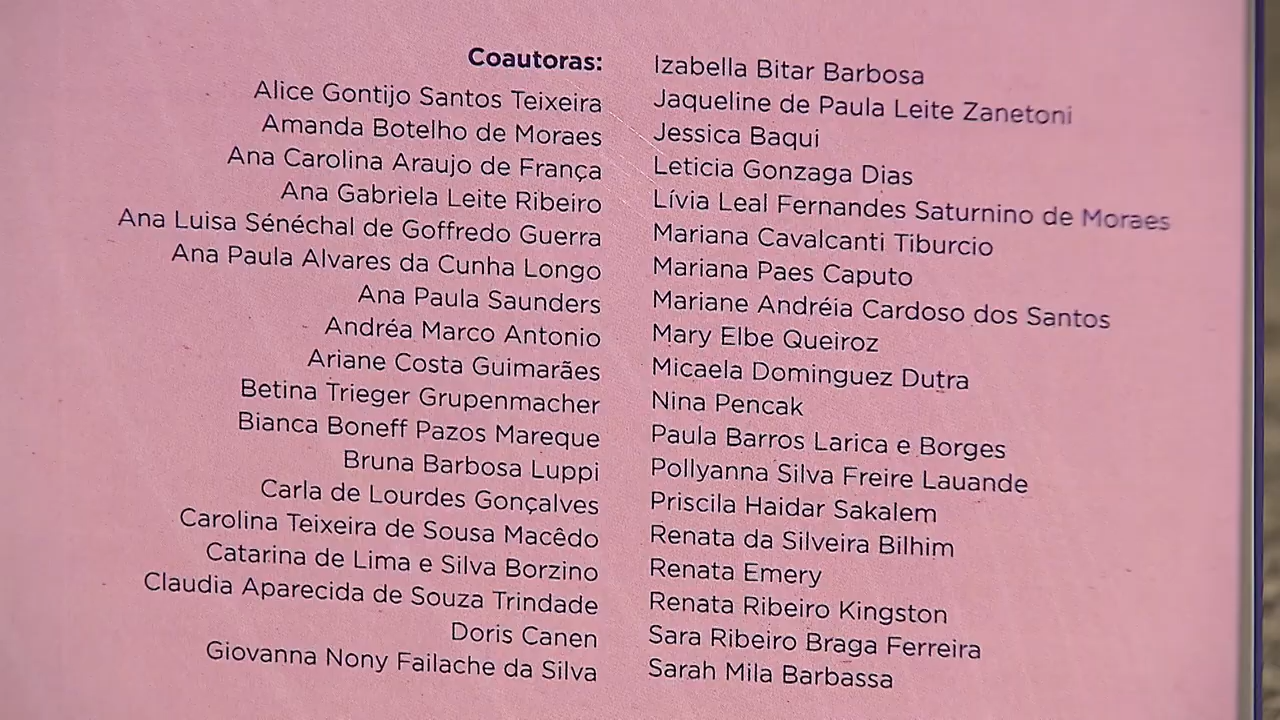 Coautoras:
Alice Gontijo Santos Teixeira
Amanda Botelho de Moraes
Ana Carolina Araujo de França
Ana Gabriela Leite Ribeiro
Ana Luisa Sénéchal de Goffredo Guerra
Ana Paula Alvares da Cunha Longo
Ana Paula Saunders
Andréa Marco Antonio
Ariane Costa Guimarães
Betina Trieger Grupenmacher
Bianca Boneff Pazos Mareque
Bruna Barbosa Luppi
Carla de Lourdes Gonçalves
Carolina Teixeira de Sousa Macêdo
Catarina de Lima e Silva Borzino
Claudia Aparecida de Souza Trindade
Doris Canen
Giovanna Nony Failache da Silva
Izabella Bitar Barbosa
Jaqueline de Paula Leite Zanetoni
Jessica Baqui
Leticia Gonzaga Dias
Lívia Leal Fernandes Saturnino de Moraes
Mariana Cavalcanti Tiburcio
Mariana Paes Caputo
Mariane Andréia Cardoso dos Santos
Mary Elbe Queiroz
Micaela Dominguez Dutra
Nina Pencak
Paula Barros Larica e Borges
Pollyanna Silva Freire Lauande
Priscila Haidar Sakalem
Renata da Silveira Bilhim
Renata Emery
Renata Ribeiro Kingston
Sara Ribeiro Braga Ferreira
Sarah Mila Barbassa